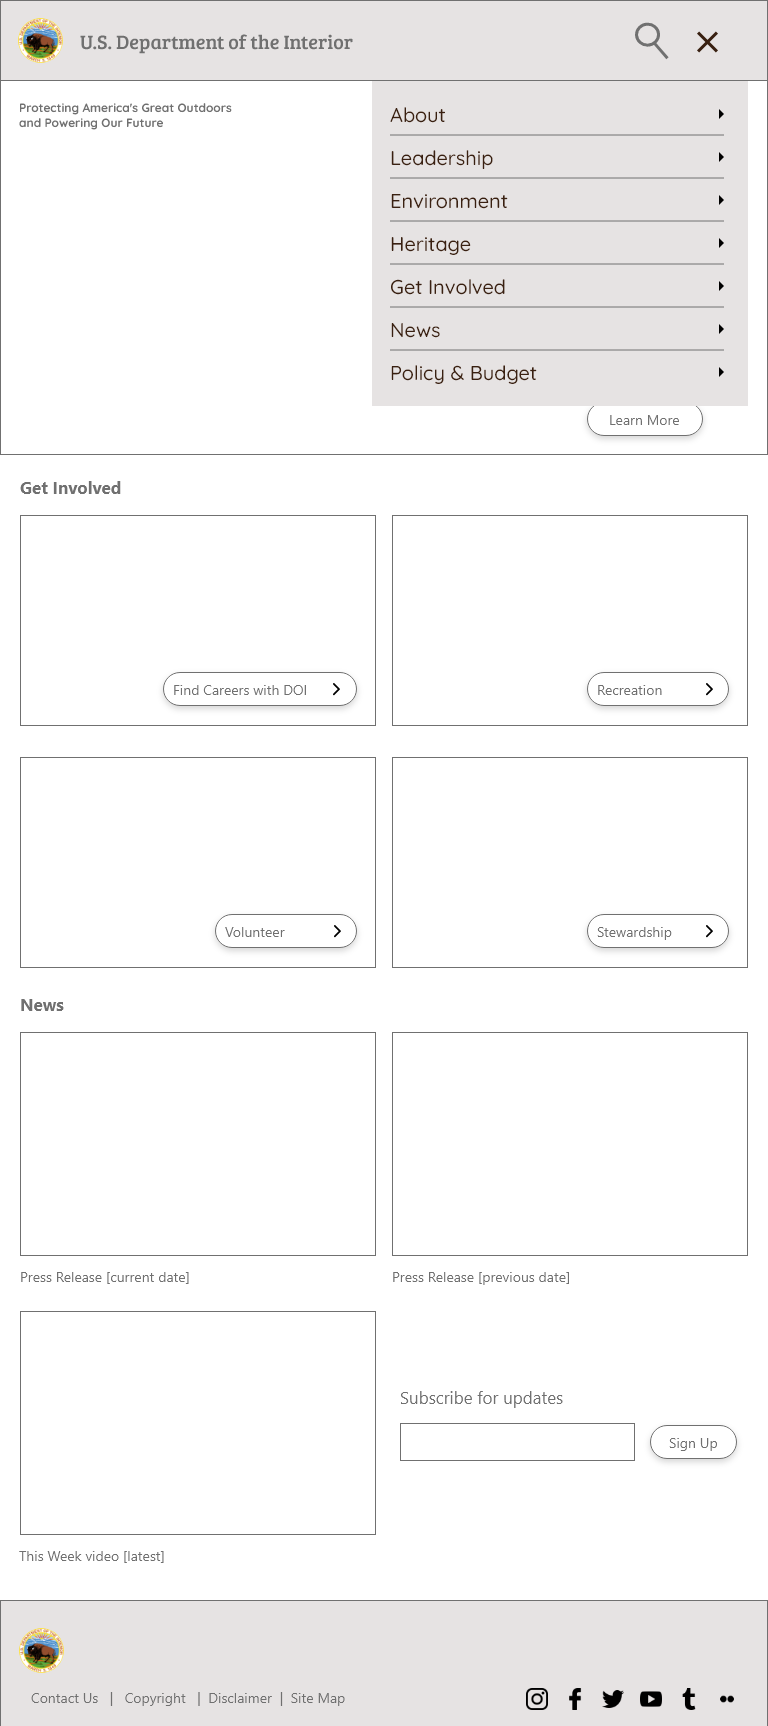 U.S. Department of the Interior
Protecting America's Great Outdoors
and Powering Our Future
About
Leadership
Environment
Heritage
Get Involved
News
Policy & Budget
Learn More
Get Involved
Find Careers with DOI
Recreation
Volunteer
Stewardship
News
Press Release [current date]
Press Release [previous date]
Subscribe for updates
Sign Up
This Week video [latest]
Contact Us | Copyright | Disclaimer | Site Map